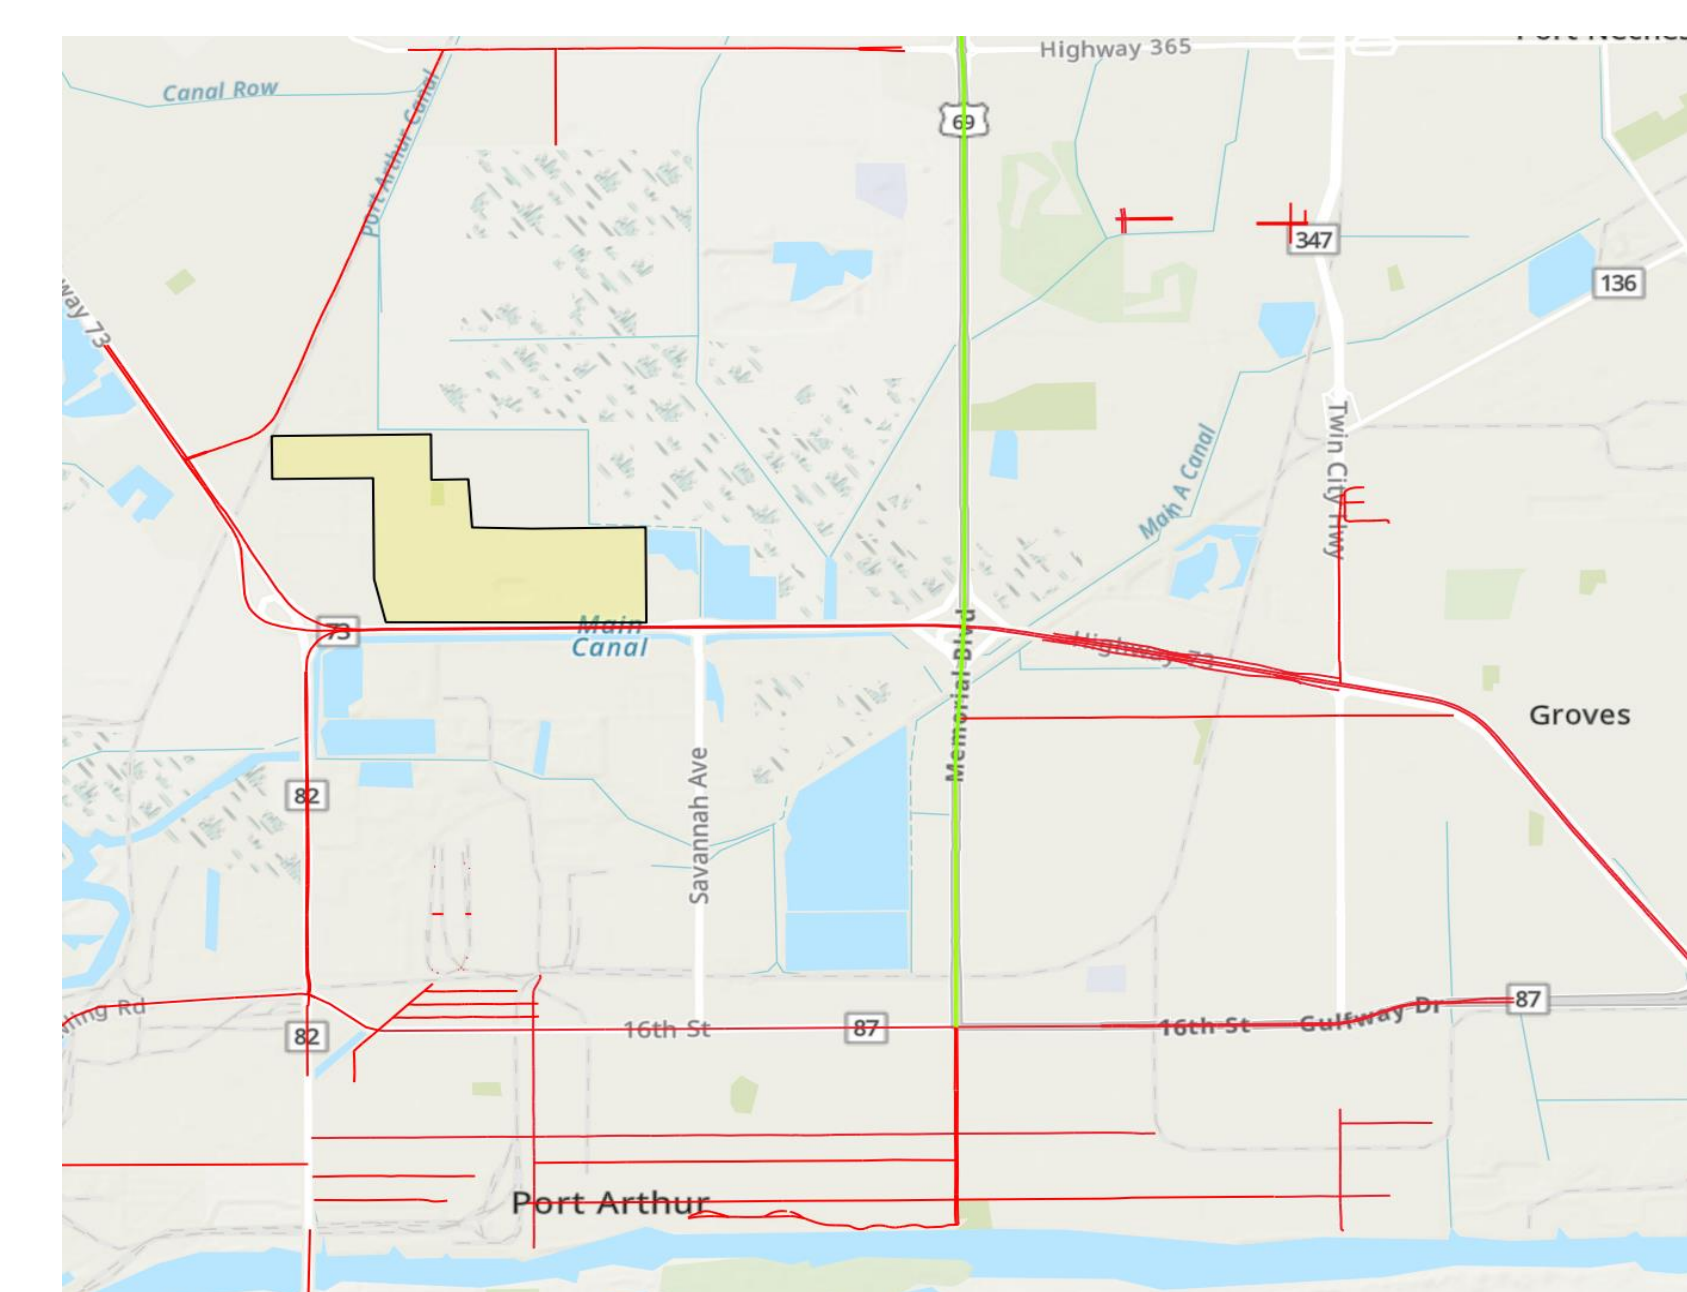 Highway 365
Canal Row
Port Arthur Canal
69
347
136
way 73
Twin City Hwy
Main A Canal
73
Main
Canal
Highway 73
Memorial Blvd
Groves
82
Savannah Ave
87
82
16th St
87
16th St
Gulfway Dr
Port Arthur